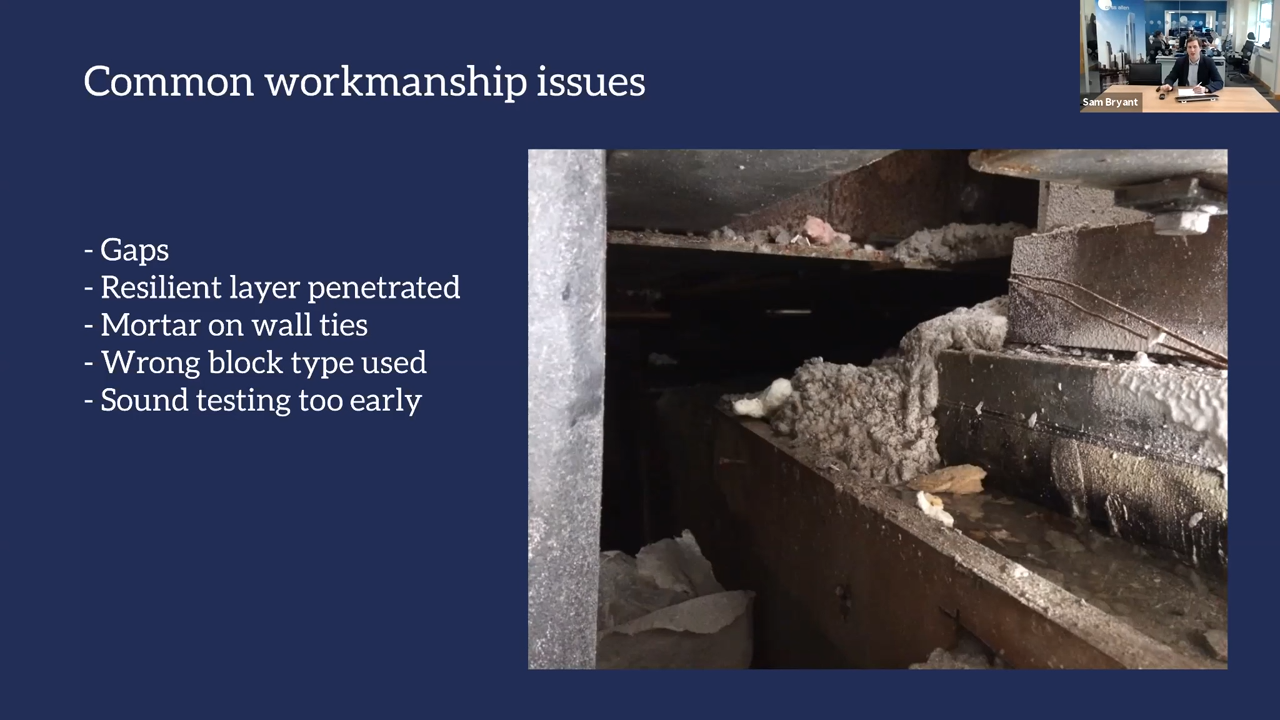 Common workmanship issues
- Gaps
- Resilient layer penetrated
- Mortar on wall ties
- Wrong block type used
- Sound testing too early
Sam Bryant